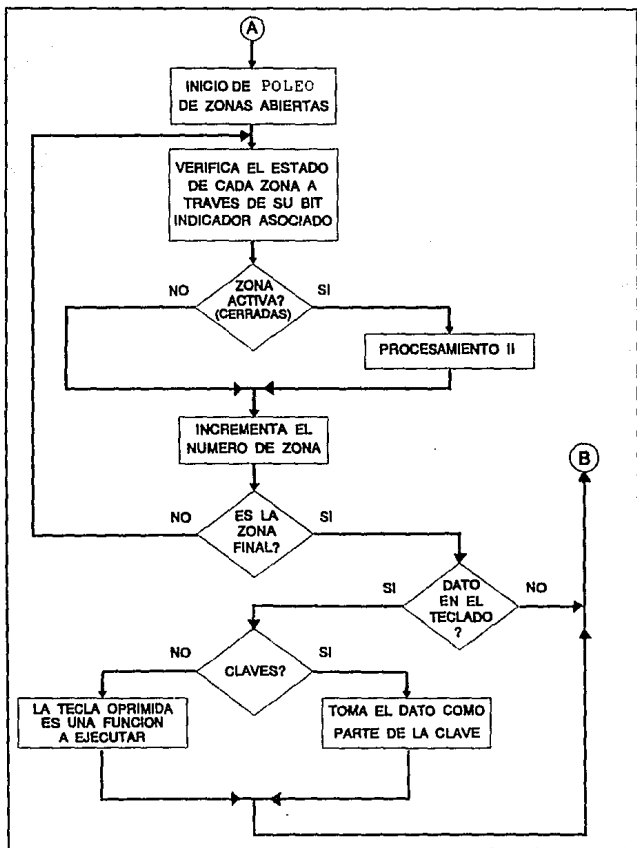 A
INICIO DE POLEO
DE ZONAS ABIERTAS
VERIFICA EL ESTADO
DE CADA ZONA A
TRAVES DE SU BIT
INDICADOR ASOCIADO
NO
ZONA
ACTIVA?
(CERRADAS)
SI
PROCESAMIENTO II
INCREMENTA EL
NUMERO DE ZONA
B
NO
ES LA
ZONA
FINAL?
SI
SI
DATO
EN EL
TECLADO
?
NO
NO
CLAVES?
SI
LA TECLA OPRIMIDA
ES UNA FUNCION
A EJECUTAR
TOMA EL DATO COMO
PARTE DE LA CLAVE